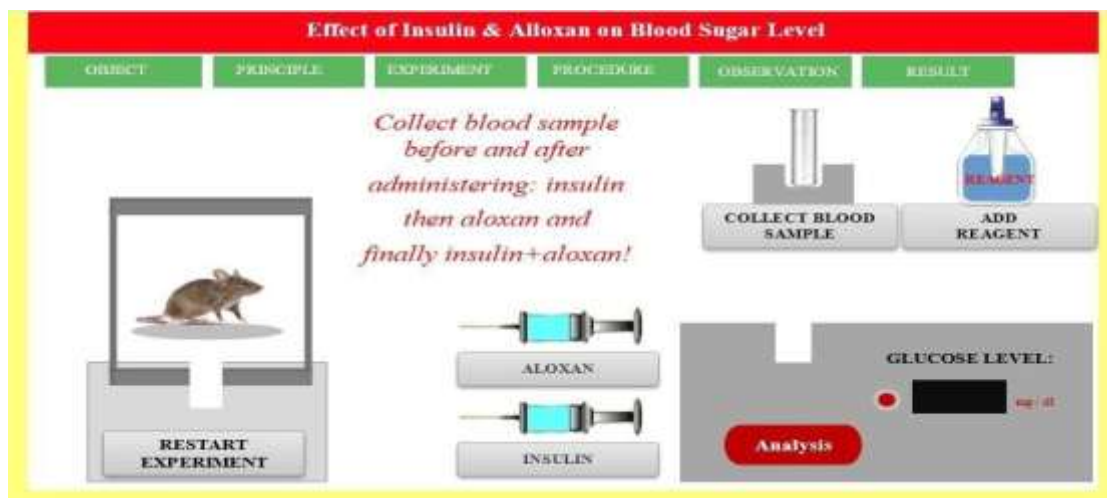 Effect of Insulin & Alloxan on Blood Sugar Level
OBJECT
PRINCIPLE
EXPERIMENT
PROCEDURE
OBSERVATION
RESULT
Collect blood sample
before and after
administering: insulin
then aloxan and
finally insulin+aloxan!
REAGENT
COLLECT BLOOD
SAMPLE
ADD
REAGENT
ALOXAN
INSULIN
GLUCOSE LEVEL:
mg / dl
Analysis
RESTART
EXPERIMENT